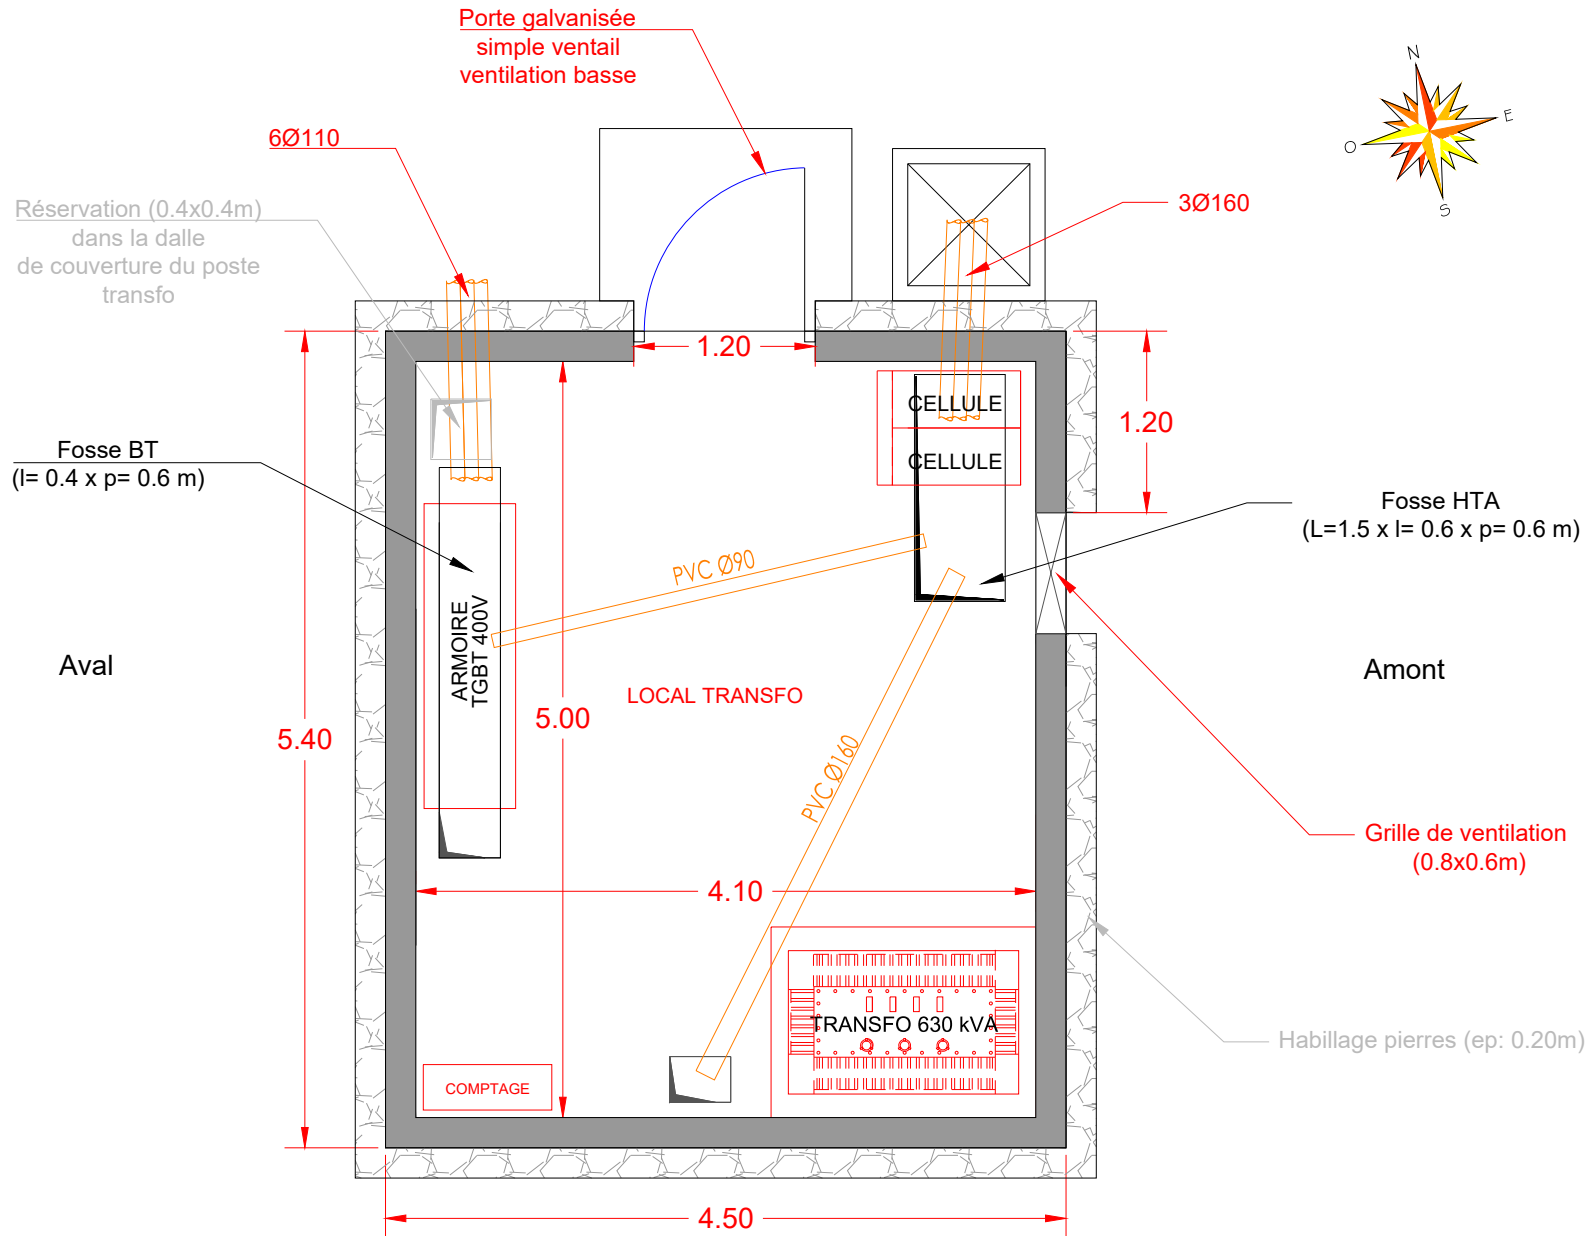 Porte galvanisée
simple ventail
ventilation basse
N
E
O
S
6Ø110
3Ø160
Réservation (0.4x0.4m)
dans la dalle
de couverture du poste
transfo
1.20
CELLULE
1.20
CELLULE
Fosse BT
(l= 0.4 x p= 0.6 m)
Fosse HTA
(L=1.5 x l= 0.6 x p= 0.6 m)
PVC Ø90
ARMOIRE
TGBT 400V
Aval
Amont
LOCAL TRANSFO
5.00
5.40
PVC Ø160
Grille de ventilation
(0.8x0.6m)
4.10
TRANSFO 630 kVA
Habillage pierres (ep: 0.20m)
COMPTAGE
4.50